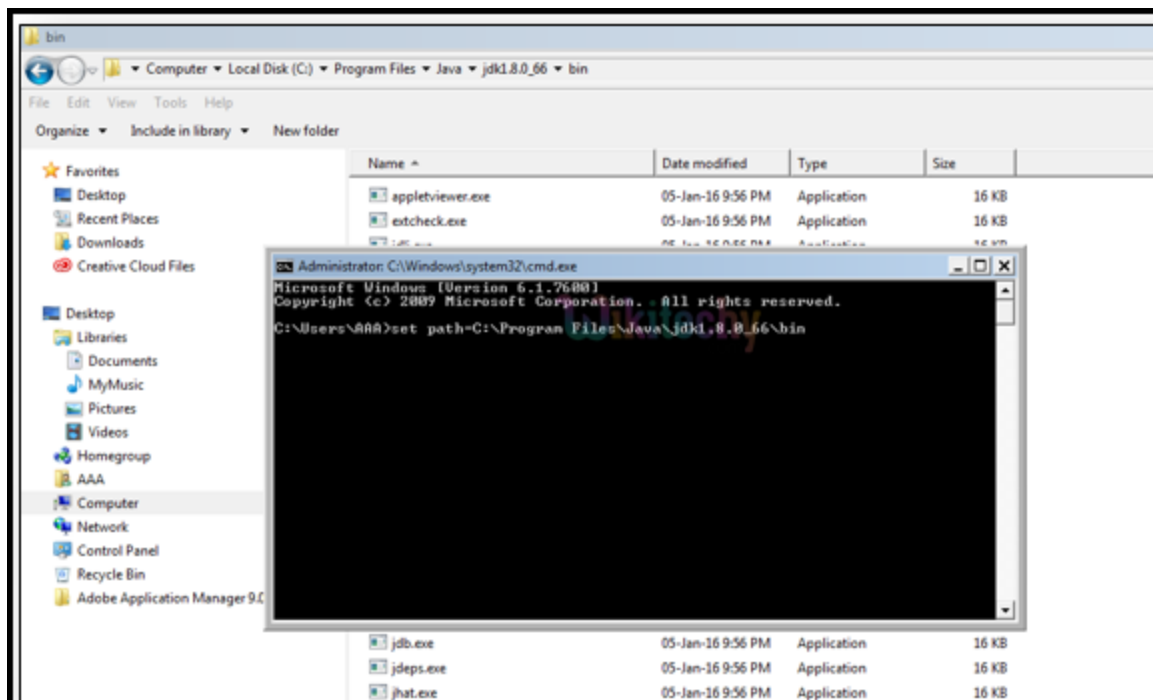 bin
Computer Local Disk (C:) Program Files Java jdk1.8.0_66 bin
File Edit View Tools Help
Organize Include in library New folder
Favorites
Desktop
Recent Places
Downloads
Creative Cloud Files
Desktop
Libraries
Documents
MyMusic
Pictures
Videos
Homegroup
AAA
Computer
Network
Control Panel
Recycle Bin
Adobe Application Manager 9.0
Name Date modified Type Size
appletviewer.exe 05-Jan-16 9:56 PM Application 16 KB
extcheck.exe 05-Jan-16 9:56 PM Application 16 KB
Administrator: C:\Windows\system32\cmd.exe
Microsoft Windows [Version 6.1.7600]
Copyright (c) 2009 Microsoft Corporation. All rights reserved.
C:\Users\AAA>set path=C:\Program Files\Java\jdk1.8.0_66\bin
Wikitechy
jdb.exe 05-Jan-16 9:56 PM Application 16 KB
jdeps.exe 05-Jan-16 9:56 PM Application 16 KB
jhat.exe 05-Jan-16 9:56 PM Application 16 KB